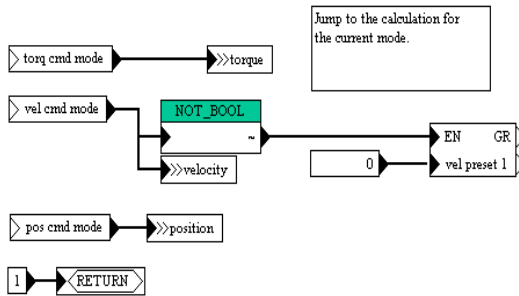 Jump to the calculation for
the current mode.
torq cmd mode >>torque
vel cmd mode NOT_BOOL
~ EN GR
>>velocity 0 vel preset 1
pos cmd mode >>position
1 RETURN